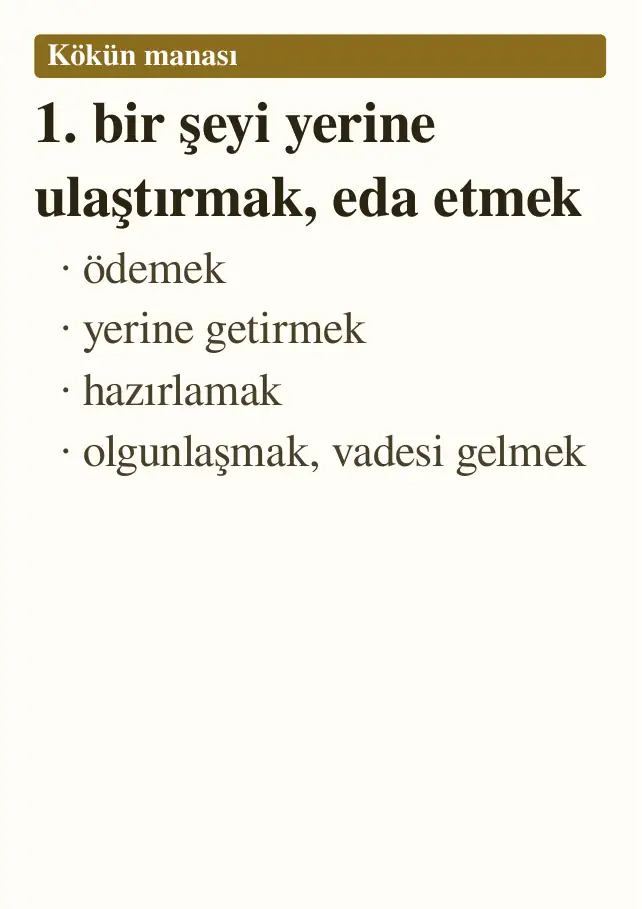 Kökün manası
1. bir şeyi yerine
ulaştırmak, eda etmek
· ödemek
· yerine getirmek
· hazırlamak
· olgunlaşmak, vadesi gelmek